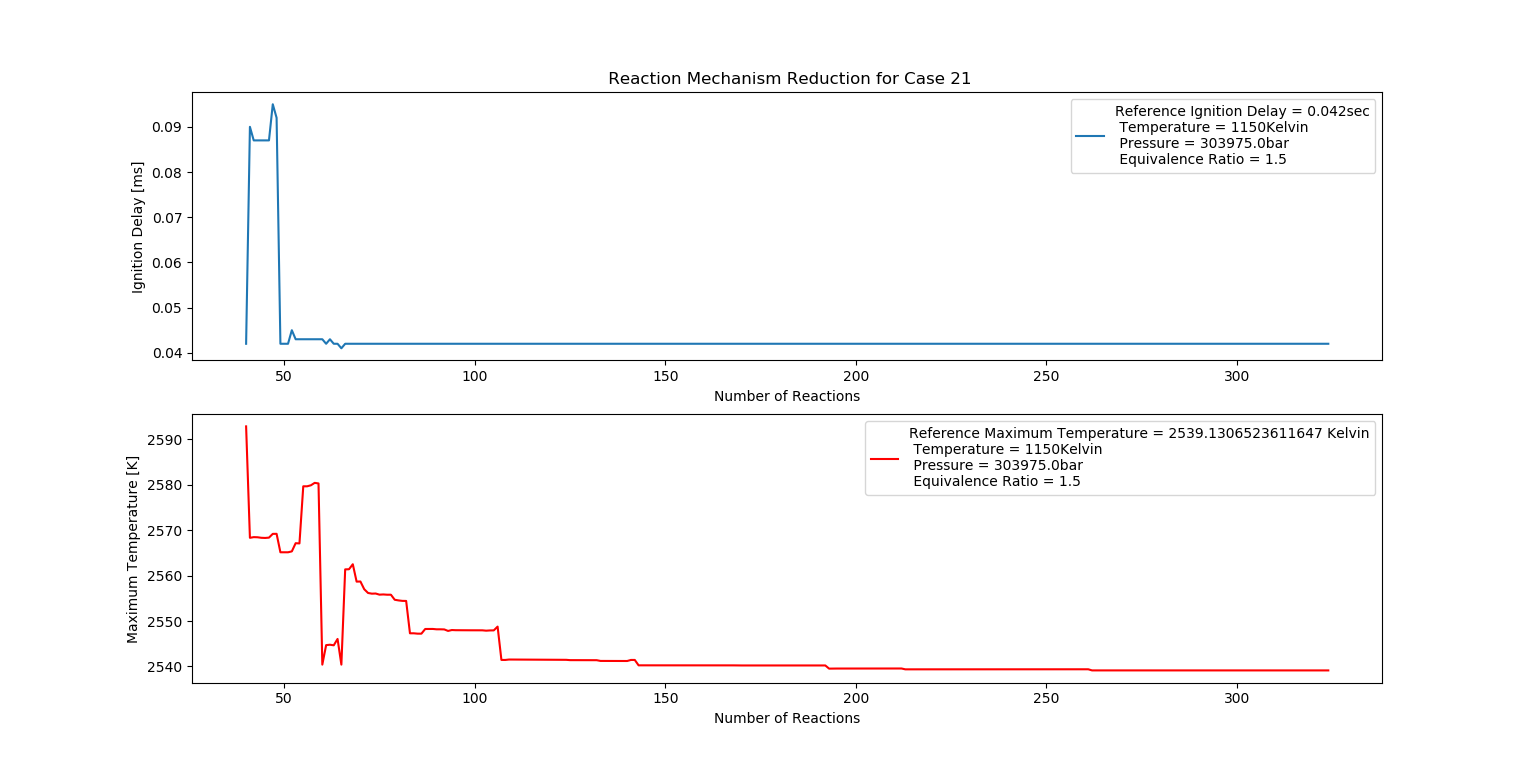 Reaction Mechanism Reduction for Case 21
Reference Ignition Delay = 0.042sec
Temperature = 1150Kelvin
Pressure = 303975.0bar
Equivalence Ratio = 1.5
Ignition Delay [ms]
0.09
0.08
0.07
0.06
0.05
0.04
50 100 150 200 250 300
Number of Reactions
Reference Maximum Temperature = 2539.1306523611647 Kelvin
Temperature = 1150Kelvin
Pressure = 303975.0bar
Equivalence Ratio = 1.5
Maximum Temperature [K]
2590
2580
2570
2560
2550
2540
50 100 150 200 250 300
Number of Reactions